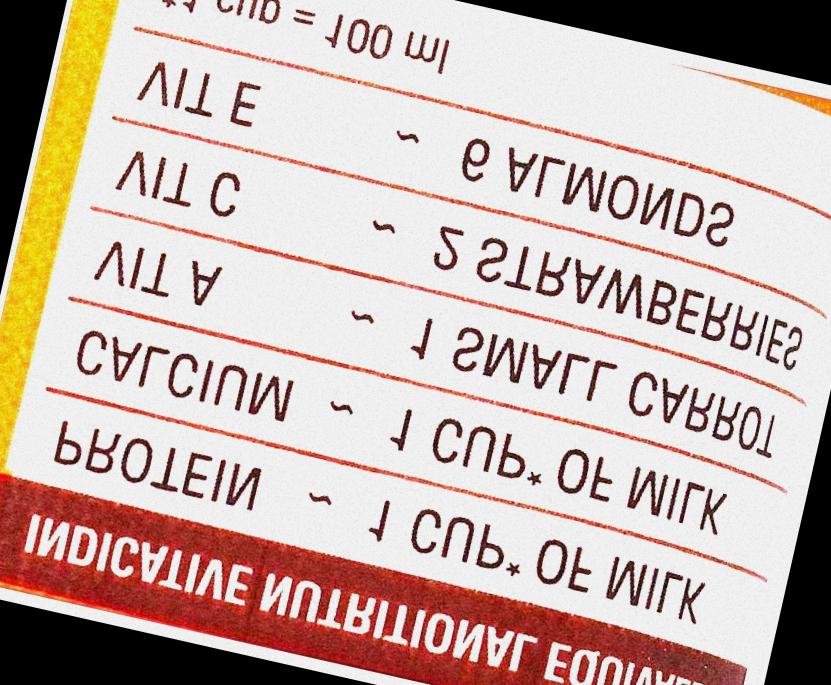 INDICATIVE NUTRITIONAL
PROTEIN ~ 1 CUP* OF MILK
CALCIUM ~ 1 CUP* OF MILK
VIT A ~ 1 SMALL CARROT
VIT C ~ 2 STRAWBERRIES
VIT E ~ 6 ALMONDS
*1 cup = 100 ml